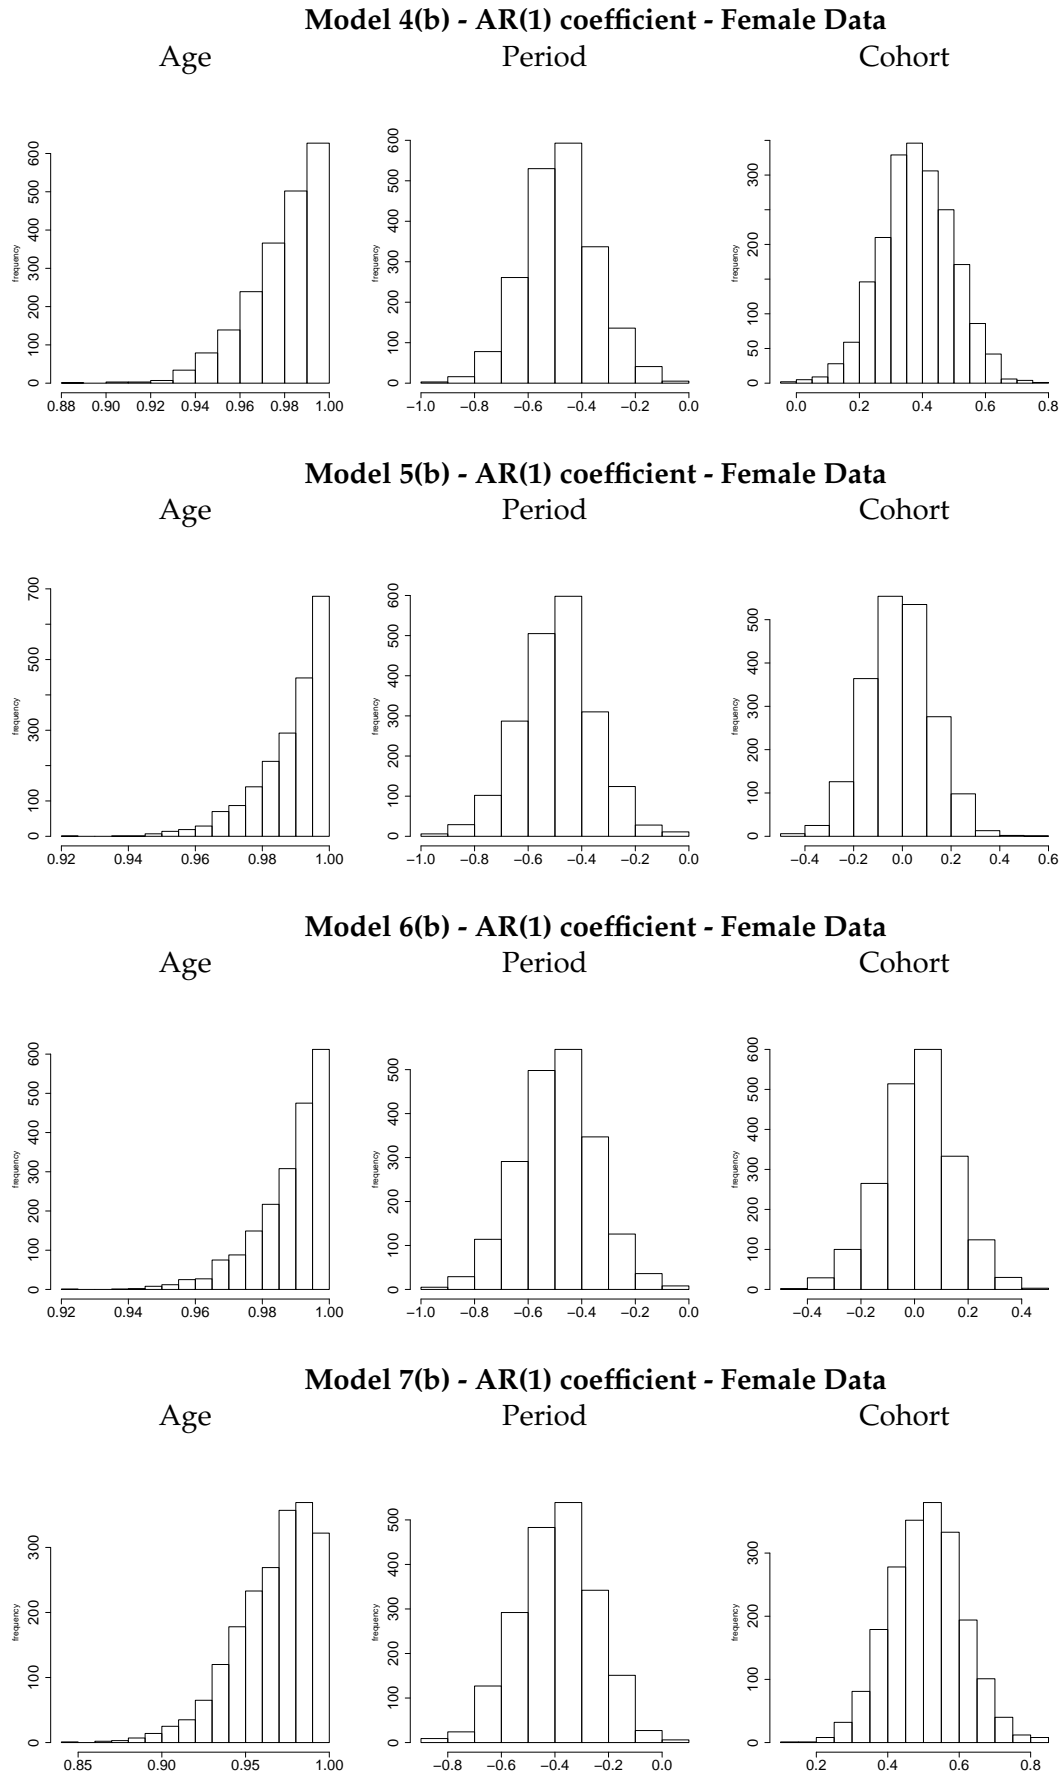 Model 4(b) - AR(1) coefficient - Female Data
Age Period Cohort
frequency
0 100 200 300 400 500 600
0.88 0.90 0.92 0.94 0.96 0.98 1.00
frequency
0 100 200 300 400 500 600
−1.0 −0.8 −0.6 −0.4 −0.2 0.0
frequency
0 50 100 200 300
0.0 0.2 0.4 0.6 0.8
Model 5(b) - AR(1) coefficient - Female Data
Age Period Cohort
frequency
0 100 300 500 700
0.92 0.94 0.96 0.98 1.00
frequency
0 100 200 300 400 500 600
−1.0 −0.8 −0.6 −0.4 −0.2 0.0
frequency
0 100 200 300 400 500
−0.4 −0.2 0.0 0.2 0.4 0.6
Model 6(b) - AR(1) coefficient - Female Data
Age Period Cohort
frequency
0 100 200 300 400 500 600
0.92 0.94 0.96 0.98 1.00
frequency
0 100 200 300 400 500
−1.0 −0.8 −0.6 −0.4 −0.2 0.0
frequency
0 100 200 300 400 500 600
−0.4 −0.2 0.0 0.2 0.4
Model 7(b) - AR(1) coefficient - Female Data
Age Period Cohort
frequency
0 100 200 300
0.85 0.90 0.95 1.00
frequency
0 100 200 300 400 500
−0.8 −0.6 −0.4 −0.2 0.0
frequency
0 100 200 300
0.2 0.4 0.6 0.8